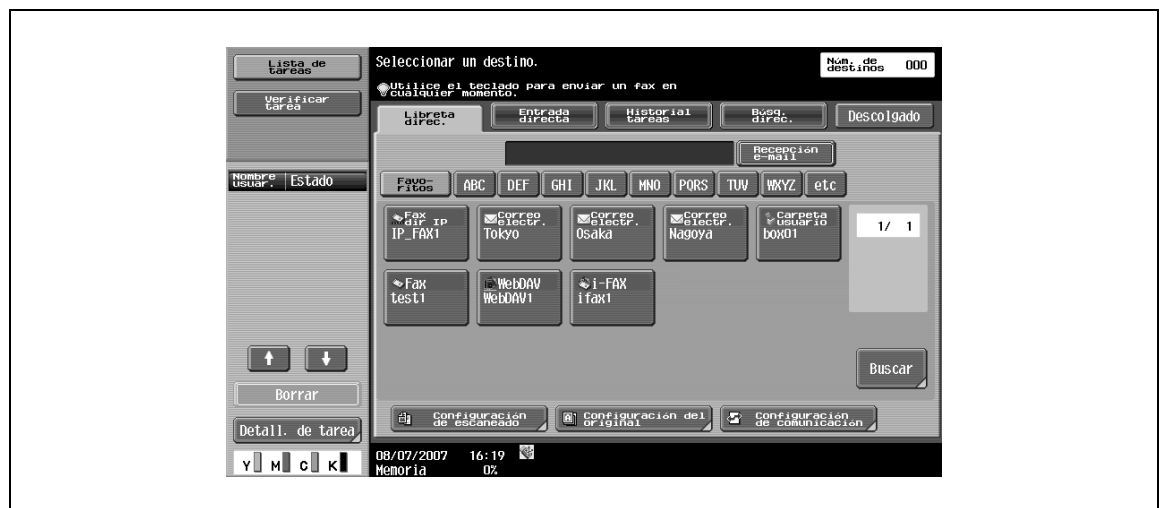 Lista de
tareas
Verificar
tarea
Nombre
usuar. Estado
Borrar
Detall. de tarea
Y M C K
Seleccionar un destino.
Núm. de
destinos 000
Utilice el teclado para enviar un fax en
cualquier momento.
Libreta
direc.
Entrada
directa
Historial
tareas
Búsq.
direc.
Descolgado
Recepción
e-mail
Favo-
ritos
ABC DEF GHI JKL MNO PQRS TUV WXYZ etc
Fax
dir IP
IP_FAX1
Correo
electr.
Tokyo
Correo
electr.
Osaka
Correo
electr.
Nagoya
Carpeta
usuario
box01
1/ 1
Fax
test1
WebDAV
WebDAV1
i-FAX
ifax1
Buscar
Configuración
de escaneado
Configuración del
original
Configuración
de comunicación
08/07/2007 16:19
Memoria 0%